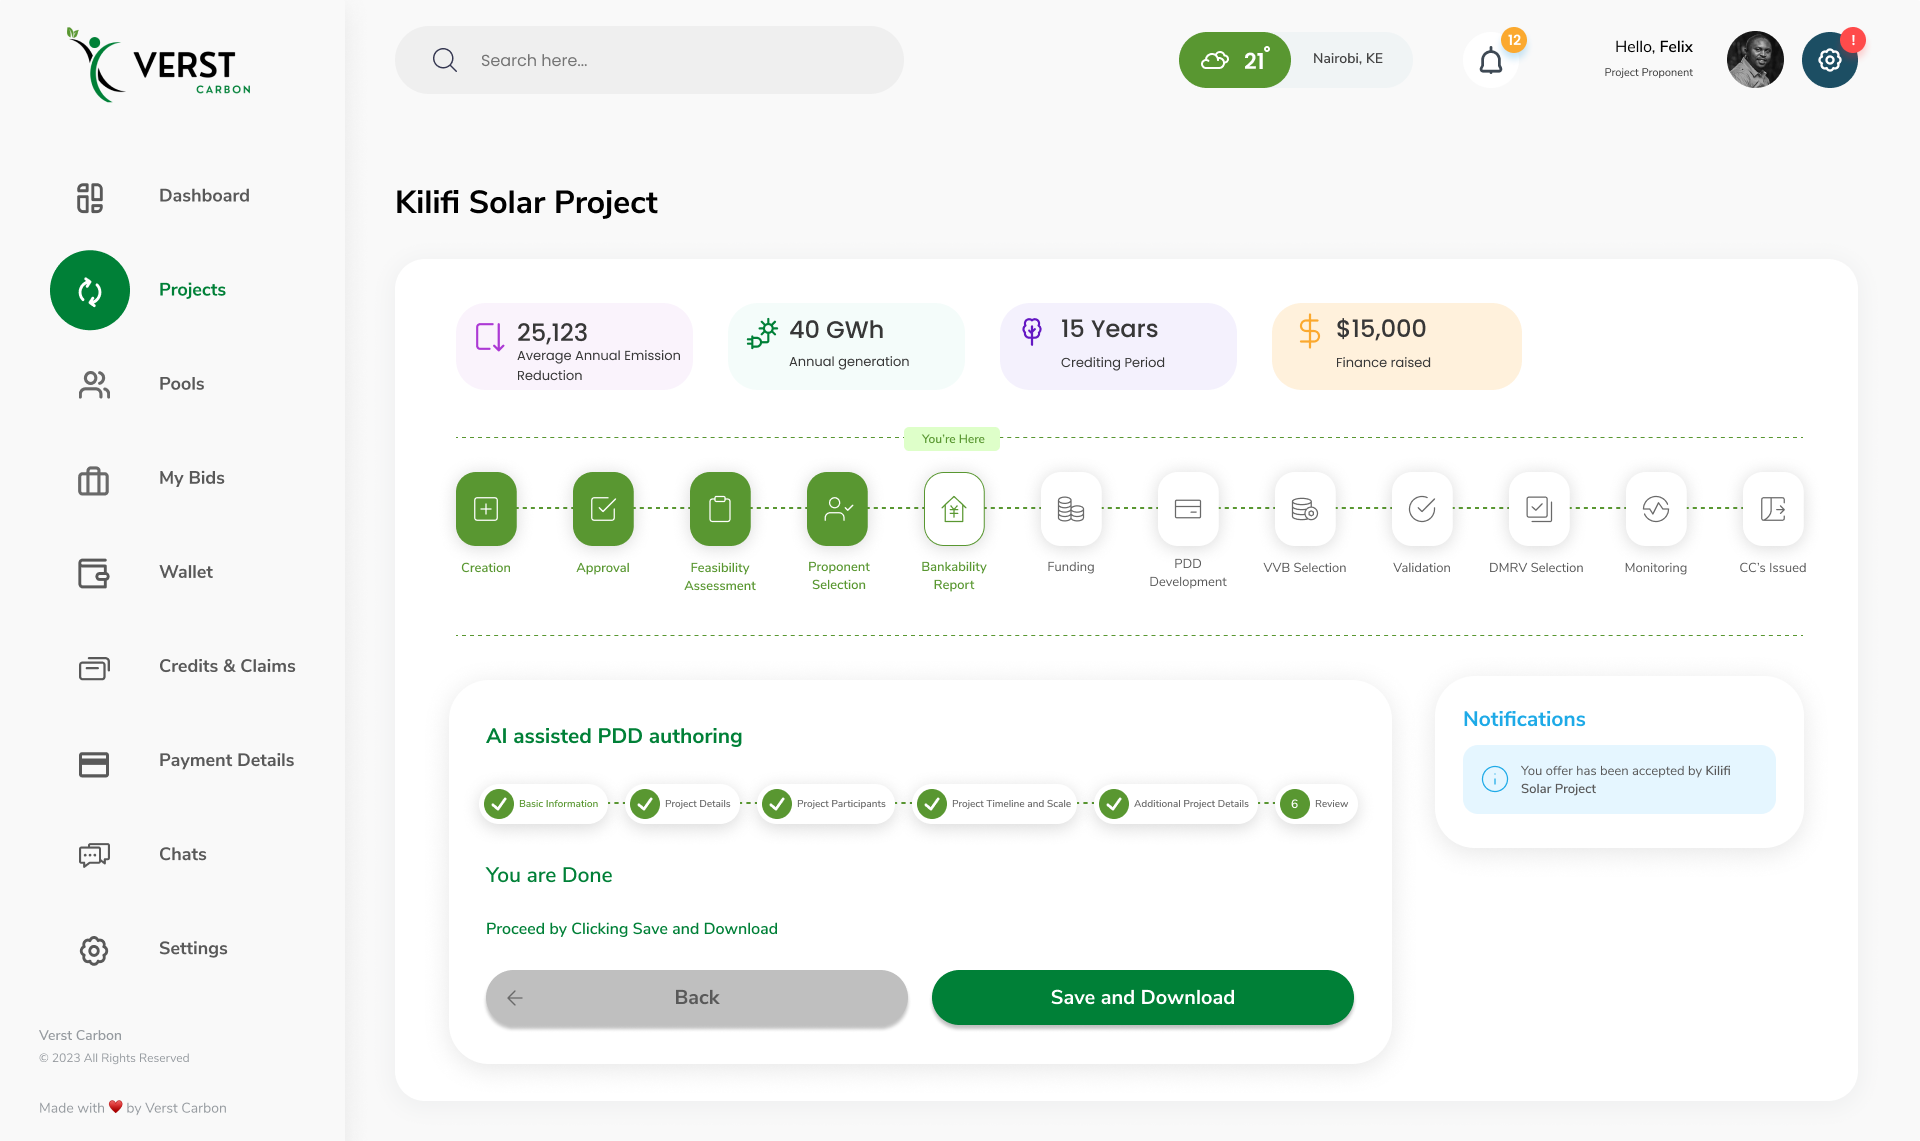 VERST
CARBON
Search here...
21°
Nairobi, KE
12
Hello, Felix
Project Proponent
!
Dashboard
Projects
Pools
My Bids
Wallet
Credits & Claims
Payment Details
Chats
Settings
Verst Carbon
© 2023 All Rights Reserved
Made with ❤️ by Verst Carbon
Kilifi Solar Project
25,123
Average Annual Emission
Reduction
40 GWh
Annual generation
15 Years
Crediting Period
$15,000
Finance raised
You're Here
Creation
Approval
Feasibility
Assessment
Proponent
Selection
Bankability
Report
Funding
PDD
Development
VVB Selection
Validation
DMRV Selection
Monitoring
CC's Issued
AI assisted PDD authoring
Basic Information
Project Details
Project Participants
Project Timeline and Scale
Additional Project Details
6
Review
You are Done
Proceed by Clicking Save and Download
Back
Save and Download
Notifications
You offer has been accepted by Kilifi
Solar Project